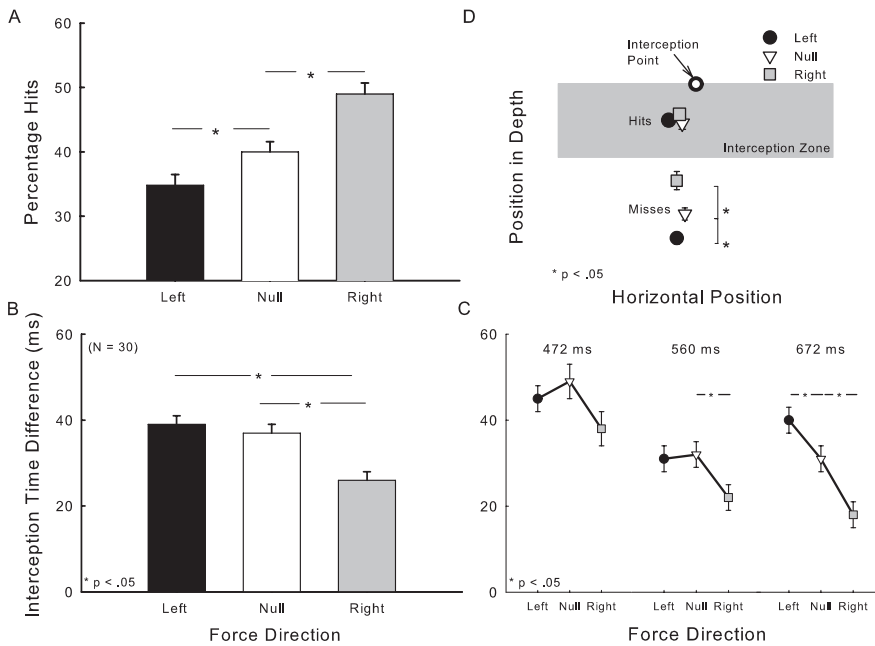 A
Percentage Hits
60
50
40
30
20
*
*
Left
Null
Right
D
Position in Depth
Interception
Point
Left
Null
Right
Hits
Interception Zone
Misses
*
*
* p < .05
Horizontal Position
B
Interception Time Difference (ms)
60
40
20
0
(N = 30)
*
*
* p < .05
Left
Null
Right
Force Direction
C
60
40
20
0
472 ms
560 ms
672 ms
*
* *
* p < .05
Left Null Right
Left Null Right
Left Null Right
Force Direction